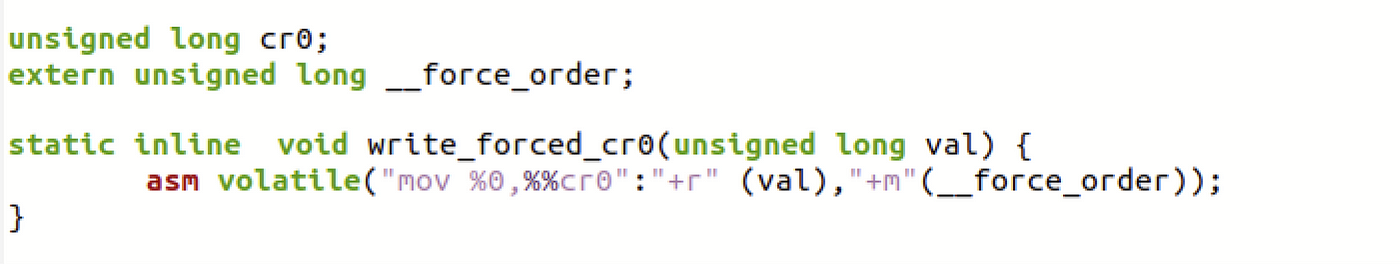 unsigned long cr0;
extern unsigned long __force_order;
static inline  void write_forced_cr0(unsigned long val) {
        asm volatile("mov %0,%%cr0":"+r" (val),"+m"(__force_order));
}